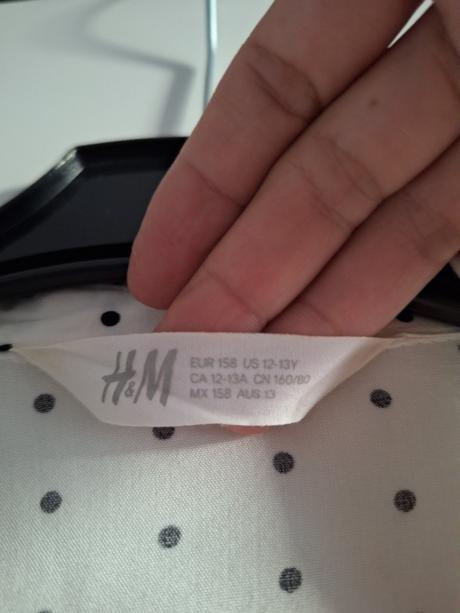 H&M
EUR 158 US 12-13Y
CA 12-13A CN 160/80
MX 158 AUS 13